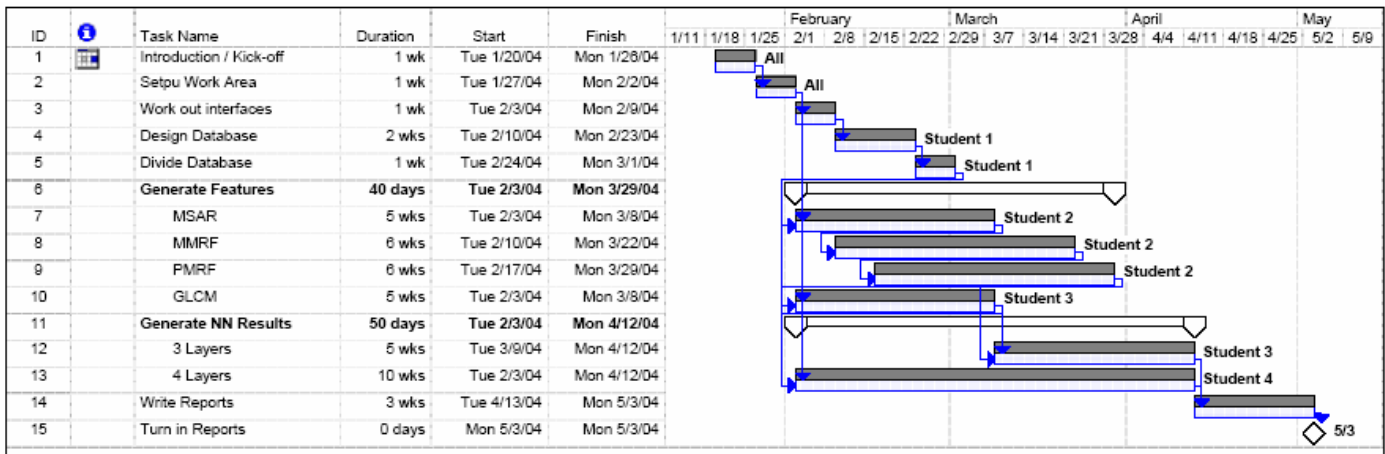 February March April May
ID Task Name Duration Start Finish 1/11 1/18 1/25 2/1 2/8 2/15 2/22 2/29 3/7 3/14 3/21 3/28 4/4 4/11 4/18 4/25 5/2 5/9
1 Introduction / Kick-off 1 wk Tue 1/20/04 Mon 1/26/04 All
2 Setpu Work Area 1 wk Tue 1/27/04 Mon 2/2/04 All
3 Work out interfaces 1 wk Tue 2/3/04 Mon 2/9/04
4 Design Database 2 wks Tue 2/10/04 Mon 2/23/04 Student 1
5 Divide Database 1 wk Tue 2/24/04 Mon 3/1/04 Student 1
6 Generate Features 40 days Tue 2/3/04 Mon 3/29/04
7 MSAR 5 wks Tue 2/3/04 Mon 3/8/04 Student 2
8 MMRF 6 wks Tue 2/10/04 Mon 3/22/04 Student 2
9 PMRF 6 wks Tue 2/17/04 Mon 3/29/04 Student 2
10 GLCM 5 wks Tue 2/3/04 Mon 3/8/04 Student 3
11 Generate NN Results 50 days Tue 2/3/04 Mon 4/12/04
12 3 Layers 5 wks Tue 3/9/04 Mon 4/12/04 Student 3
13 4 Layers 10 wks Tue 2/3/04 Mon 4/12/04 Student 4
14 Write Reports 3 wks Tue 4/13/04 Mon 5/3/04
15 Turn in Reports 0 days Mon 5/3/04 Mon 5/3/04 5/3